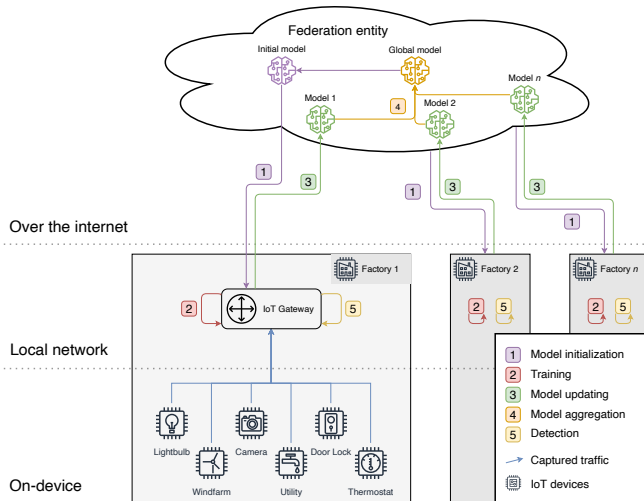 Federation entity
Initial model
Global model
Model 1
Model 2
Model n
4
1
3
1
3
1
3
Over the internet
Factory 1
Factory 2
Factory n
2
IoT Gateway
5
2
5
2
5
Local network
1 Model initialization
2 Training
3 Model updating
4 Model aggregation
5 Detection
Captured traffic
IoT devices
Lightbulb
Camera
Door Lock
Windfarm
Utility
Thermostat
On-device